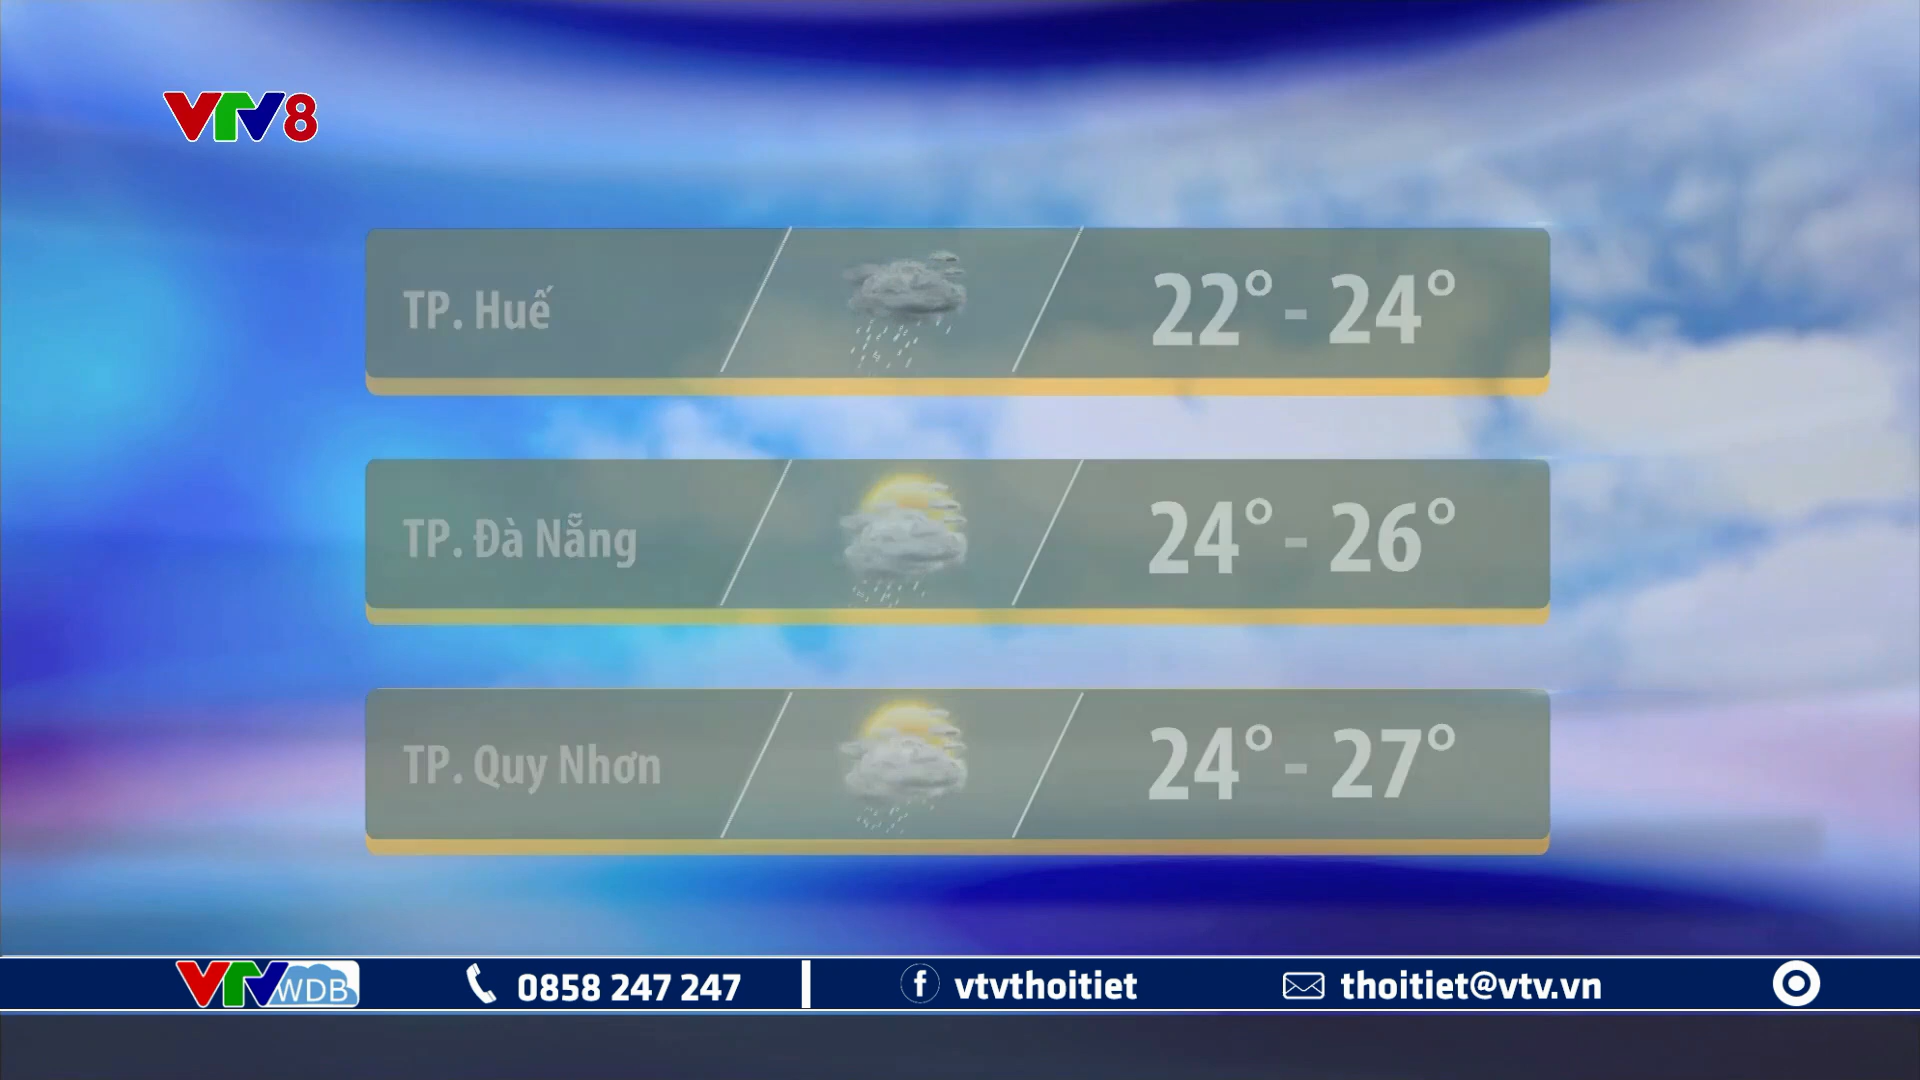 VTV8
TP. Huế
22° - 24°
TP. Đà Nẵng
24° - 26°
TP. Quy Nhơn
24° - 27°
VTV WDB
0858 247 247
vtvthoitiet
thoitiet@vtv.vn